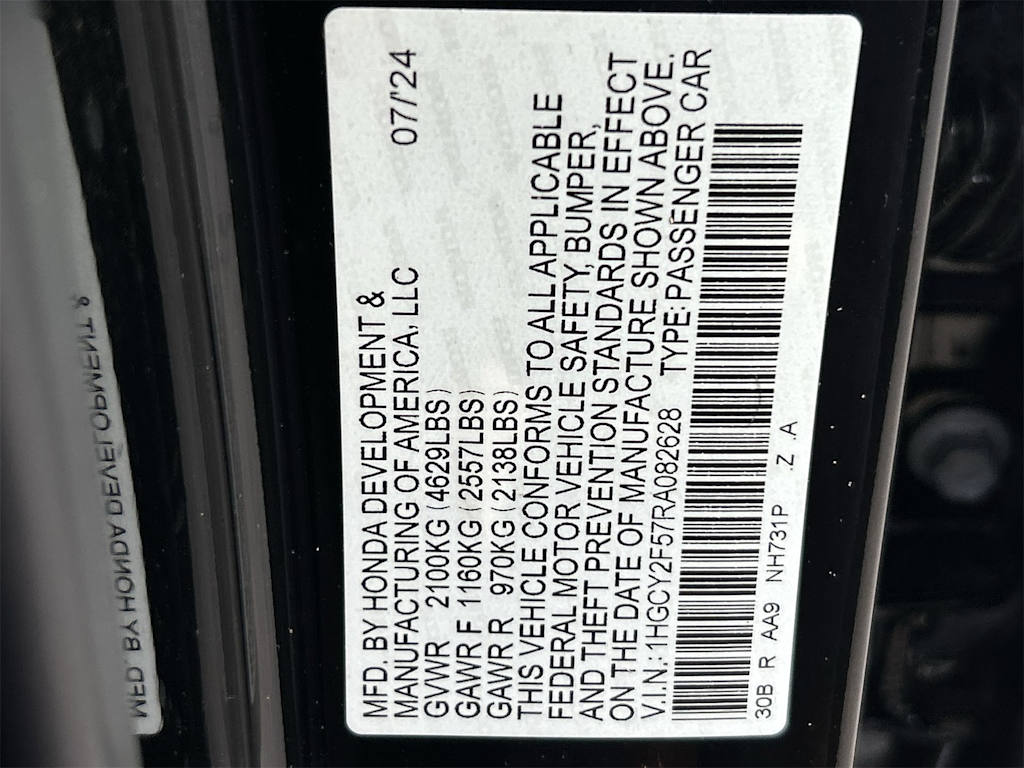 MFD. BY HONDA DEVELOPMENT &
MANUFACTURING OF AMERICA, LLC 07/'24
GVWR 2100KG (4629LBS)
GAWR F 1160KG (2557LBS)
GAWR R 970KG (2138LBS)
THIS VEHICLE CONFORMS TO ALL APPLICABLE
FEDERAL MOTOR VEHICLE SAFETY, BUMPER,
AND THEFT PREVENTION STANDARDS IN EFFECT
ON THE DATE OF MANUFACTURE SHOWN ABOVE.
V.I.N.:1HGCY2F57RA082628 TYPE:PASSENGER CAR
30B R AA9 NH731P .Z .A
MFD. BY HONDA DEVELOPMENT &